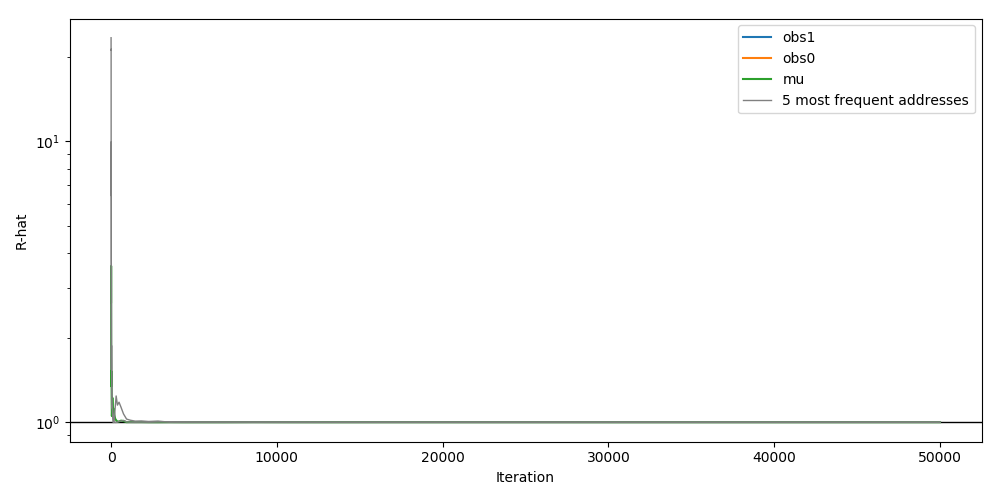 obs1
obs0
mu
5 most frequent addresses
10¹
10⁰
R-hat
0
10000
20000
30000
40000
50000
Iteration